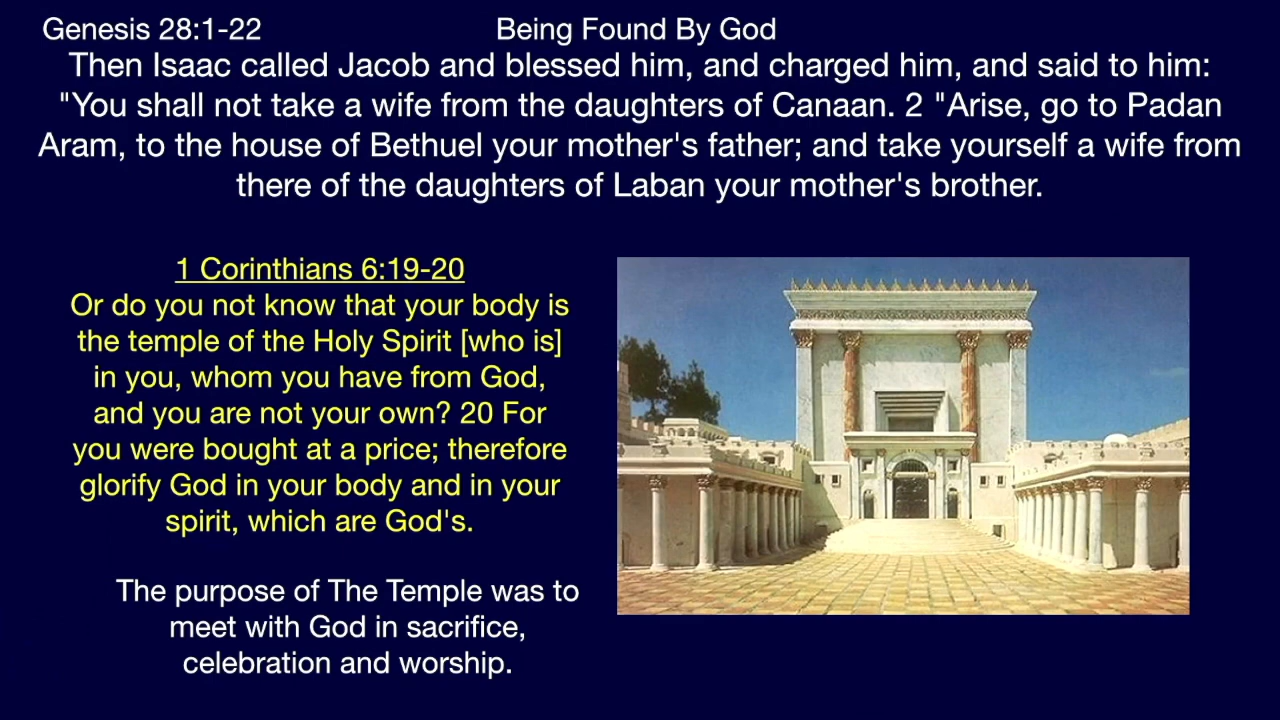 Genesis 28:1-22
Being Found By God
Then Isaac called Jacob and blessed him, and charged him, and said to him:
"You shall not take a wife from the daughters of Canaan. 2 "Arise, go to Padan
Aram, to the house of Bethuel your mother's father; and take yourself a wife from
there of the daughters of Laban your mother's brother.
1 Corinthians 6:19-20
Or do you not know that your body is
the temple of the Holy Spirit [who is]
in you, whom you have from God,
and you are not your own? 20 For
you were bought at a price; therefore
glorify God in your body and in your
spirit, which are God's.
The purpose of The Temple was to
meet with God in sacrifice,
celebration and worship.